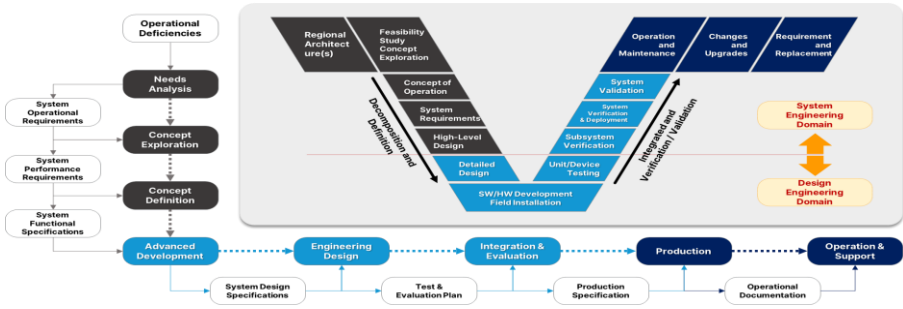 Operational
Deficiencies
Needs
Analysis
System
Operational
Requirements
Concept
Exploration
System
Performance
Requirements
Concept
Definition
System
Functional
Specifications
Advanced
Development
Engineering
Design
Integration &
Evaluation
Production
Operation &
Support
System Design
Specifications
Test &
Evaluation Plan
Production
Specification
Operational
Documentation
Regional
Architect
ure(s)
Feasibility
Study
Concept
Exploration
Concept of
Operation
System
Requirements
High-Level
Design
Detailed
Design
SW/HW Development
Field Installation
Unit/Device
Testing
Subsystem
Verification
System
Verification
& Deployment
System
Validation
Operation
and
Maintenance
Changes
and
Upgrades
Requirement
and
Replacement
Decomposition and
Definition
Integrated and
Verification / Validation
System
Engineering
Domain
Design
Engineering
Domain